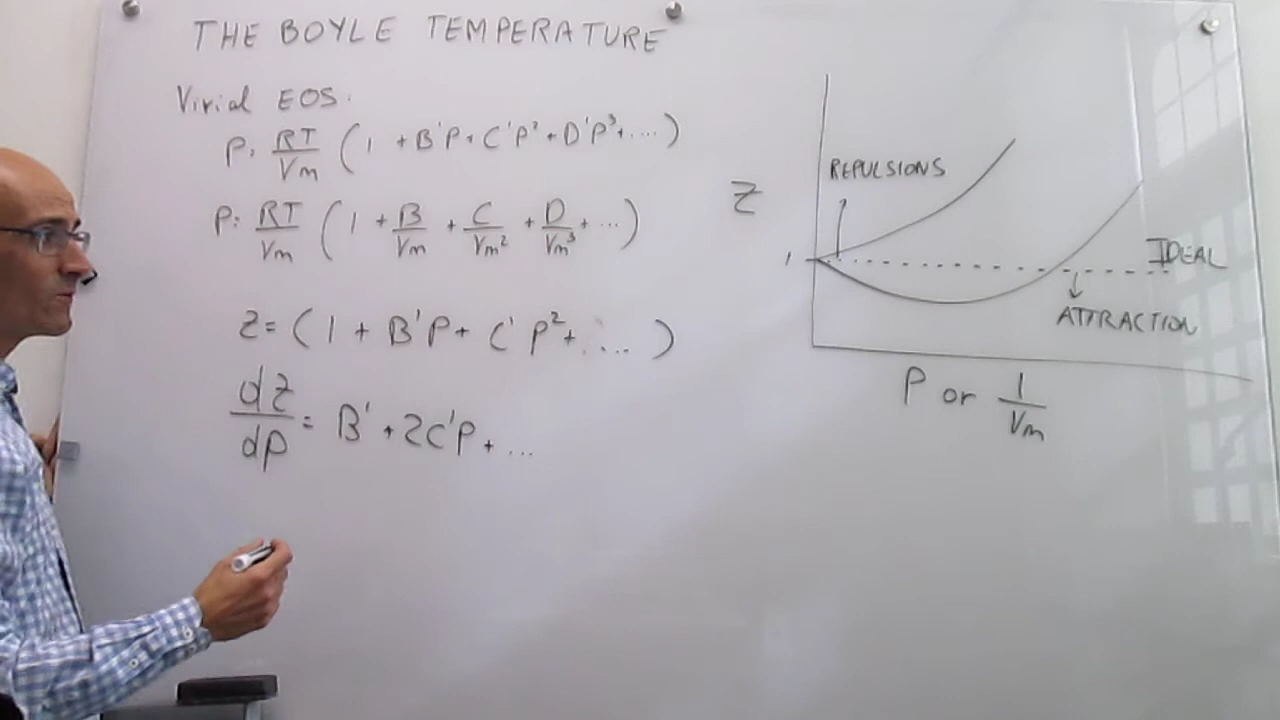 THE BOYLE TEMPERATURE
Virial EOS.
P = RT/Vm (1 + B'P + C'P² + D'P³ + ....)
P = RT/Vm (1 + B/Vm + C/Vm² + D/Vm³ + ...)
Z = (1 + B'P + C'P² + .....)
dZ/dP = B' + 2C'P + ...
REPULSIONS
Z
1
IDEAL
ATTRACTION
P or 1/Vm